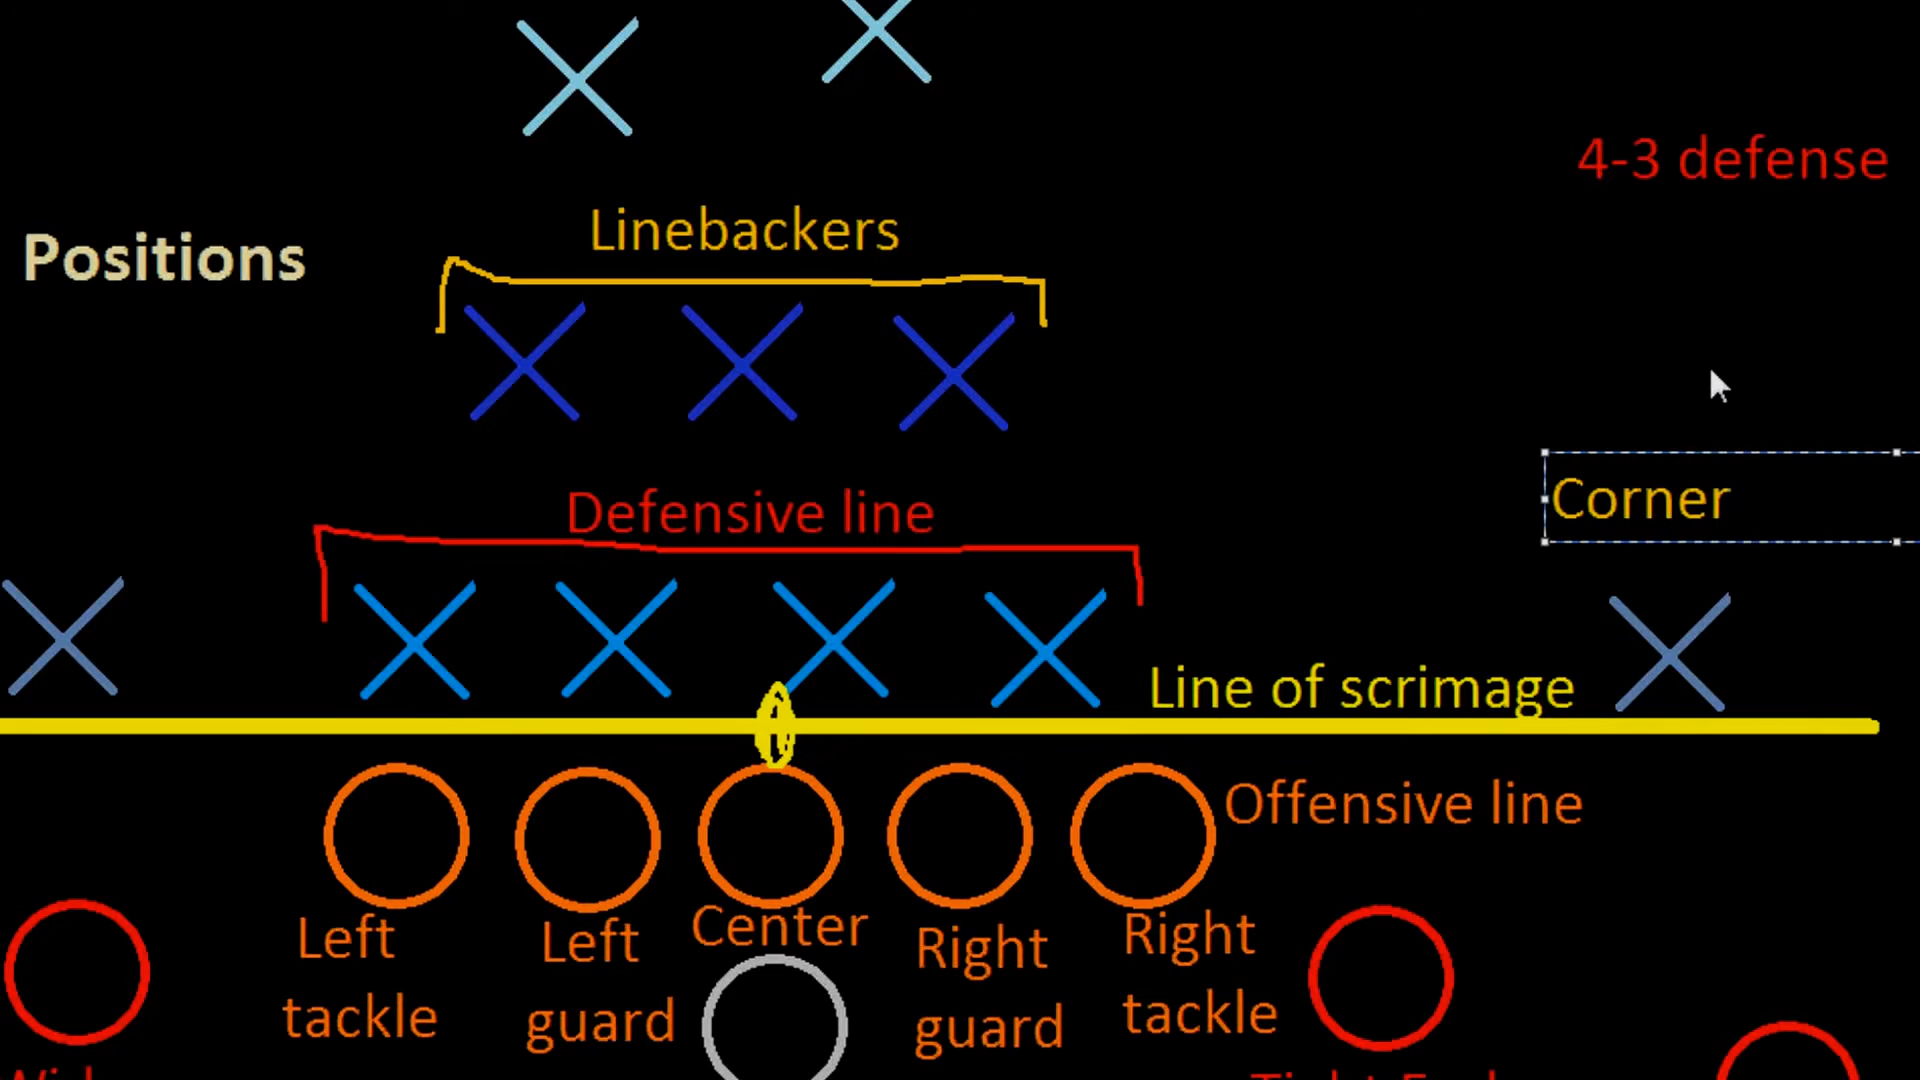 4-3 defense
Linebackers
Positions
Corner
Defensive line
Line of scrimage
Offensive line
Left
tackle
Left
guard
Center
Right
guard
Right
tackle